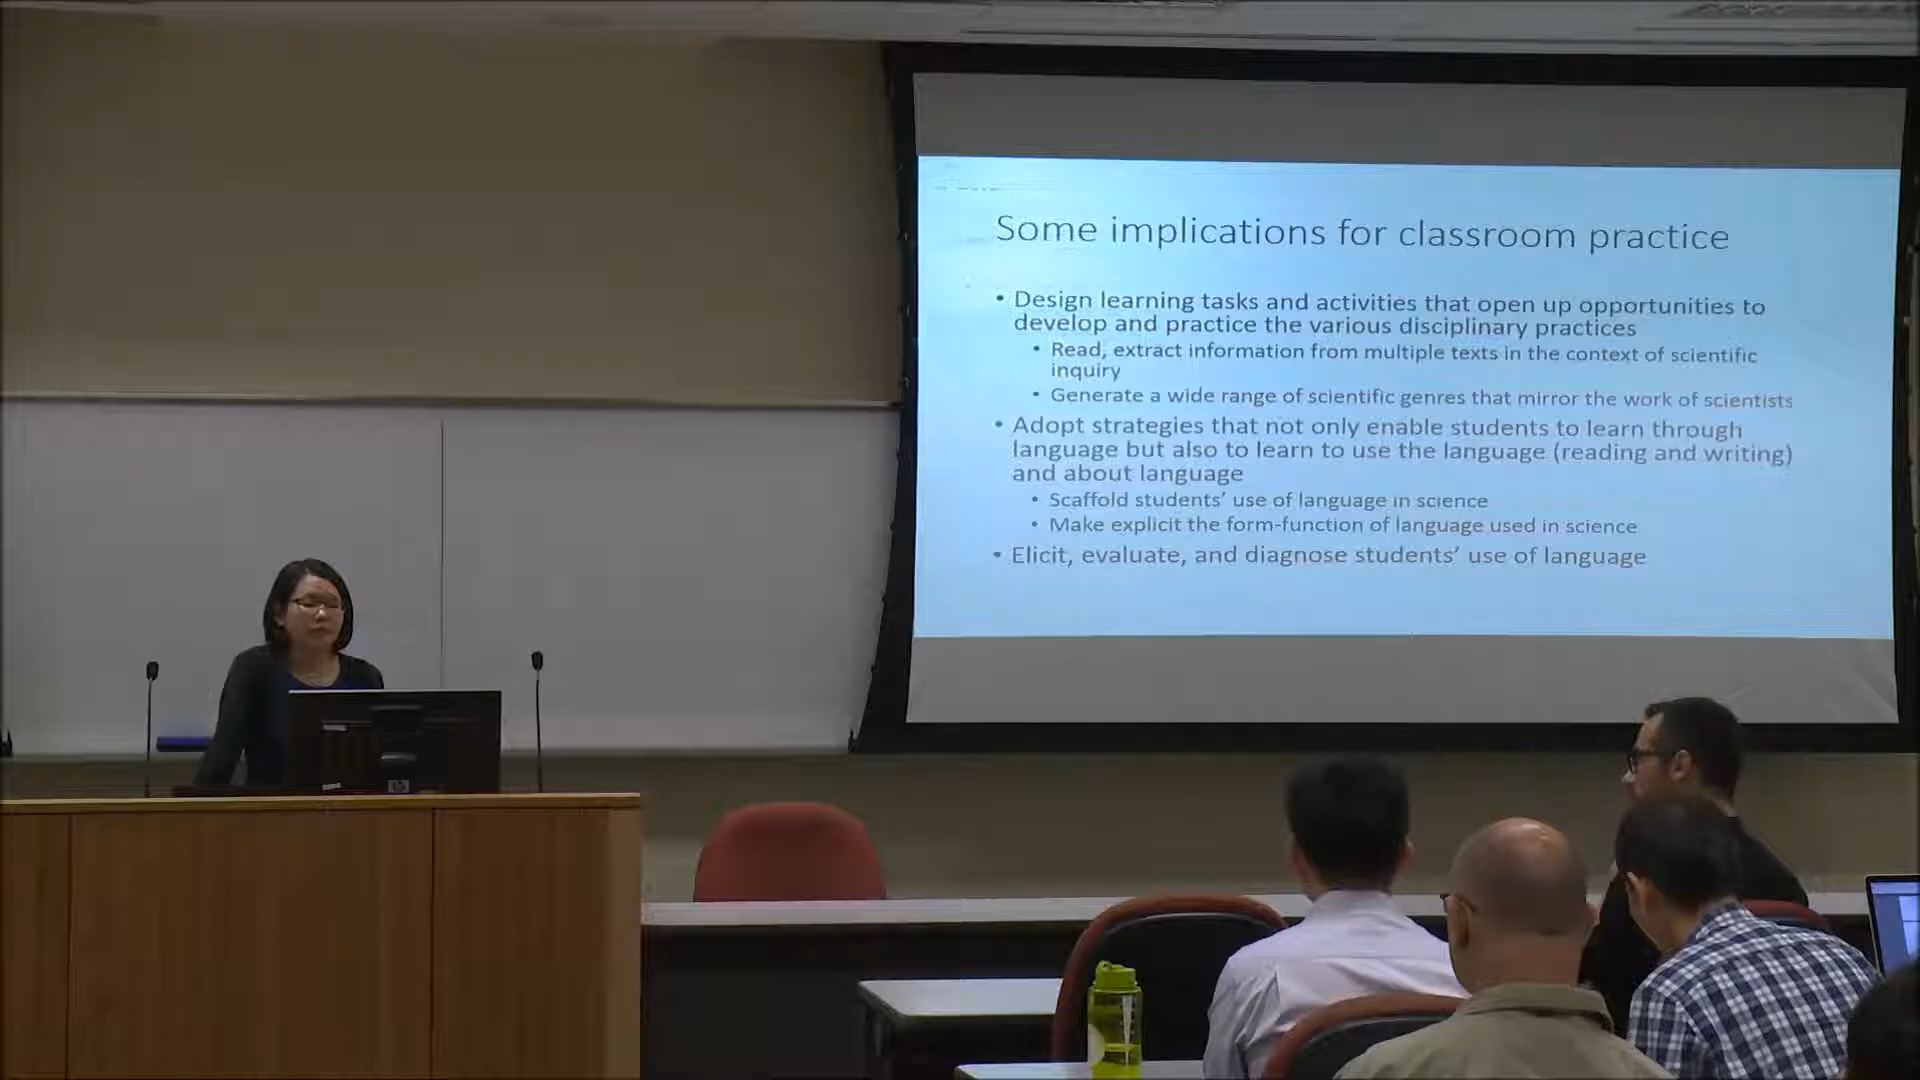 Some implications for classroom practice
• Design learning tasks and activities that open up opportunities to
develop and practice the various disciplinary practices
• Read, extract information from multiple texts in the context of scientific
inquiry
• Generate a wide range of scientific genres that mirror the work of scientists
• Adopt strategies that not only enable students to learn through
language but also to learn to use the language (reading and writing)
and about language
• Scaffold students' use of language in science
• Make explicit the form-function of language used in science
• Elicit, evaluate, and diagnose students' use of language
hp